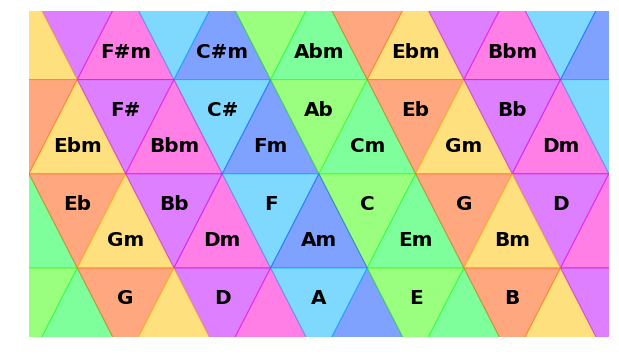 F#m C#m Abm Ebm Bbm
F# C# Ab Eb Bb
Ebm Bbm Fm Cm Gm Dm
Eb Bb F C G D
Gm Dm Am Em Bm
G D A E B